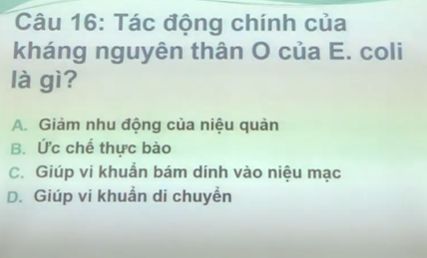 Câu 16: Tác động chính của
kháng nguyên thân O của E. coli
là gì?
A. Giảm nhu động của niệu quản
B. Ức chế thực bào
C. Giúp vi khuẩn bám dính vào niệu mạc
D. Giúp vi khuẩn di chuyển